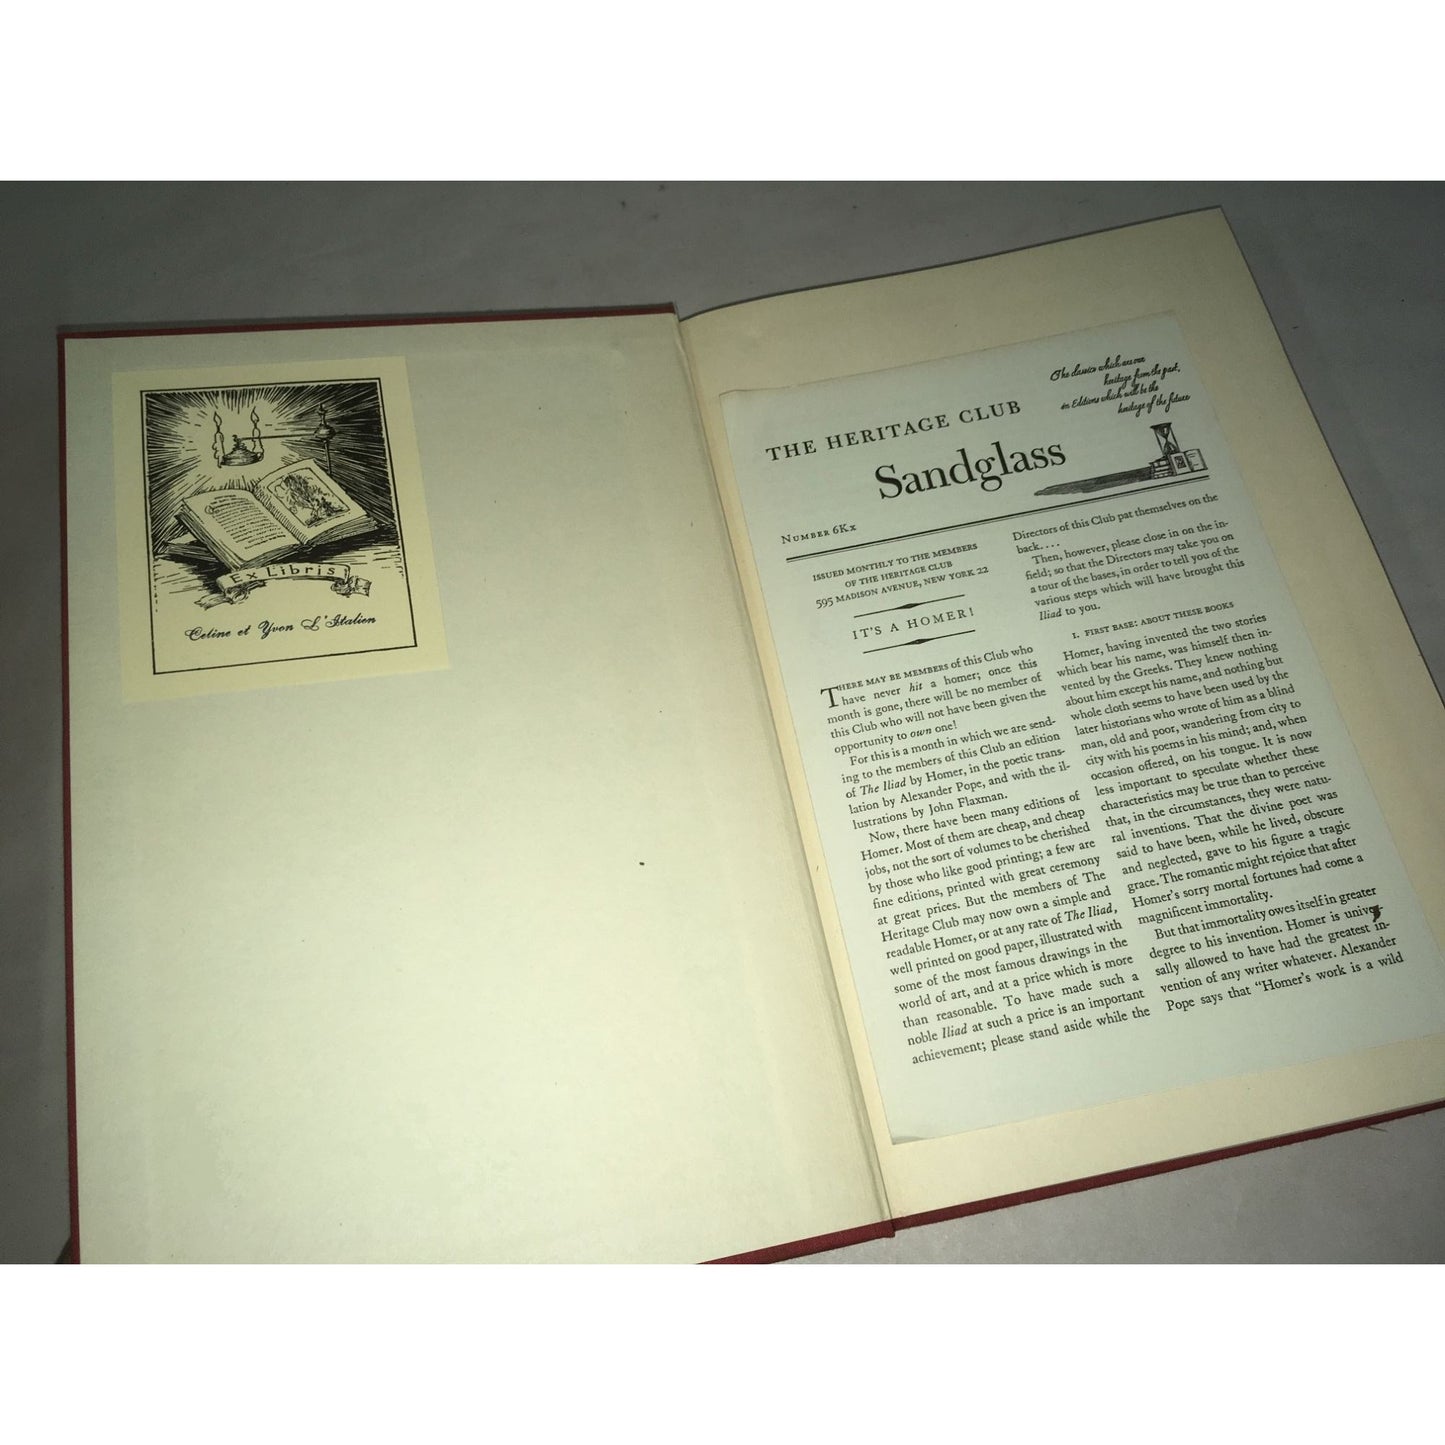 Ex Libris
Celine et Yvon L'Italien
The classics which are our
heritage from the past,
in Editions which will be the
heritage of the future
THE HERITAGE CLUB
Sandglass
NUMBER 6KX
ISSUED MONTHLY TO THE MEMBERS
OF THE HERITAGE CLUB
595 MADISON AVENUE, NEW YORK 22
IT'S A HOMER!
THERE MAY BE MEMBERS of this Club who
have never hit a homer; once this
month is gone, there will be no member of
this Club who will not have been given the
opportunity to own one!
For this is a month in which we are send-
ing to the members of this Club an edition
of The Iliad by Homer, in the poetic trans-
lation by Alexander Pope, and with the il-
lustrations by John Flaxman.
Now, there have been many editions of
Homer. Most of them are cheap, and cheap
jobs, not the sort of volumes to be cherished
by those who like good printing; a few are
fine editions, printed with great ceremony
at great prices. But the members of The
Heritage Club may now own a simple and
readable Homer, or at any rate of The Iliad,
well printed on good paper, illustrated with
some of the most famous drawings in the
world of art, and at a price which is more
than reasonable. To have made such a
noble Iliad at such a price is an important
achievement; please stand aside while the
Directors of this Club pat themselves on the
back....
Then, however, please close in on the in-
field; so that the Directors may take you on
a tour of the bases, in order to tell you of the
various steps which will have brought this
Iliad to you.
1. FIRST BASE: ABOUT THESE BOOKS
Homer, having invented the two stories
which bear his name, was himself then in-
vented by the Greeks. They knew nothing
about him except his name, and nothing but
whole cloth seems to have been used by the
later historians who wrote of him as a blind
man, old and poor, wandering from city to
city with his poems in his mind; and, when
occasion offered, on his tongue. It is now
less important to speculate whether these
characteristics may be true than to perceive
that, in the circumstances, they were natu-
ral inventions. That the divine poet was
said to have been, while he lived, obscure
and neglected, gave to his figure a tragic
grace. The romantic might rejoice that after
Homer's sorry mortal fortunes had come a
magnificent immortality.
But that immortality owes itself in greater
degree to his invention. Homer is univer-
sally allowed to have had the greatest in-
vention of any writer whatever. Alexander
Pope says that "Homer's work is a wild